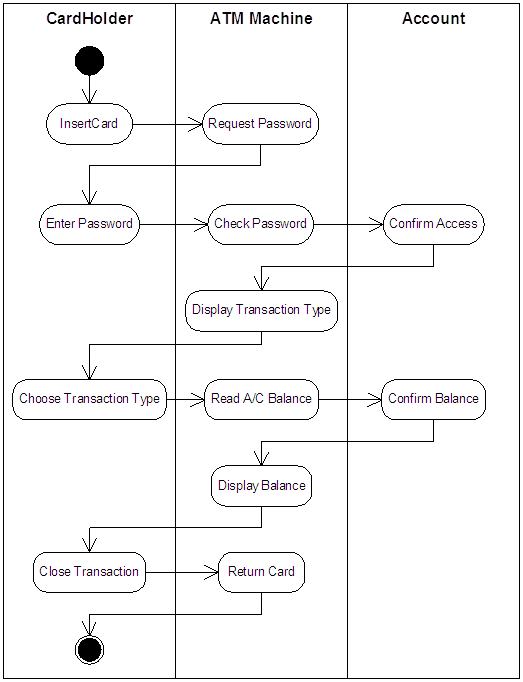 CardHolder
ATM Machine
Account
InsertCard
Request Password
Enter Password
Check Password
Confirm Access
Display Transaction Type
Choose Transaction Type
Read A/C Balance
Confirm Balance
Display Balance
Close Transaction
Return Card